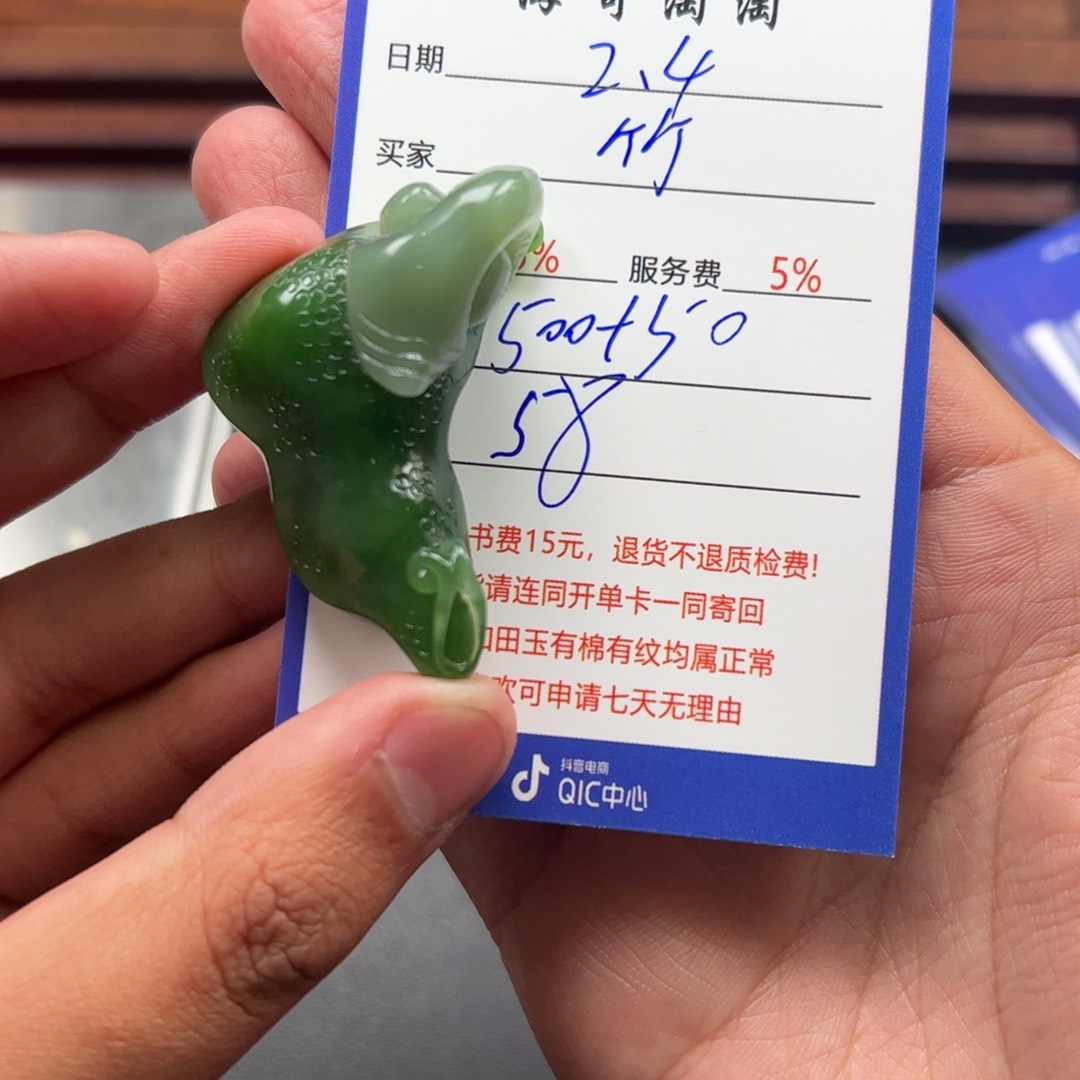 淘淘
日期 2、4
买家 竹
% 服务费 5%
500+50
58
书费15元，退货不退质检费!
请连同开单卡一同寄回
田玉有棉有纹均属正常
可申请七天无理由
抖音电商
QIC中心